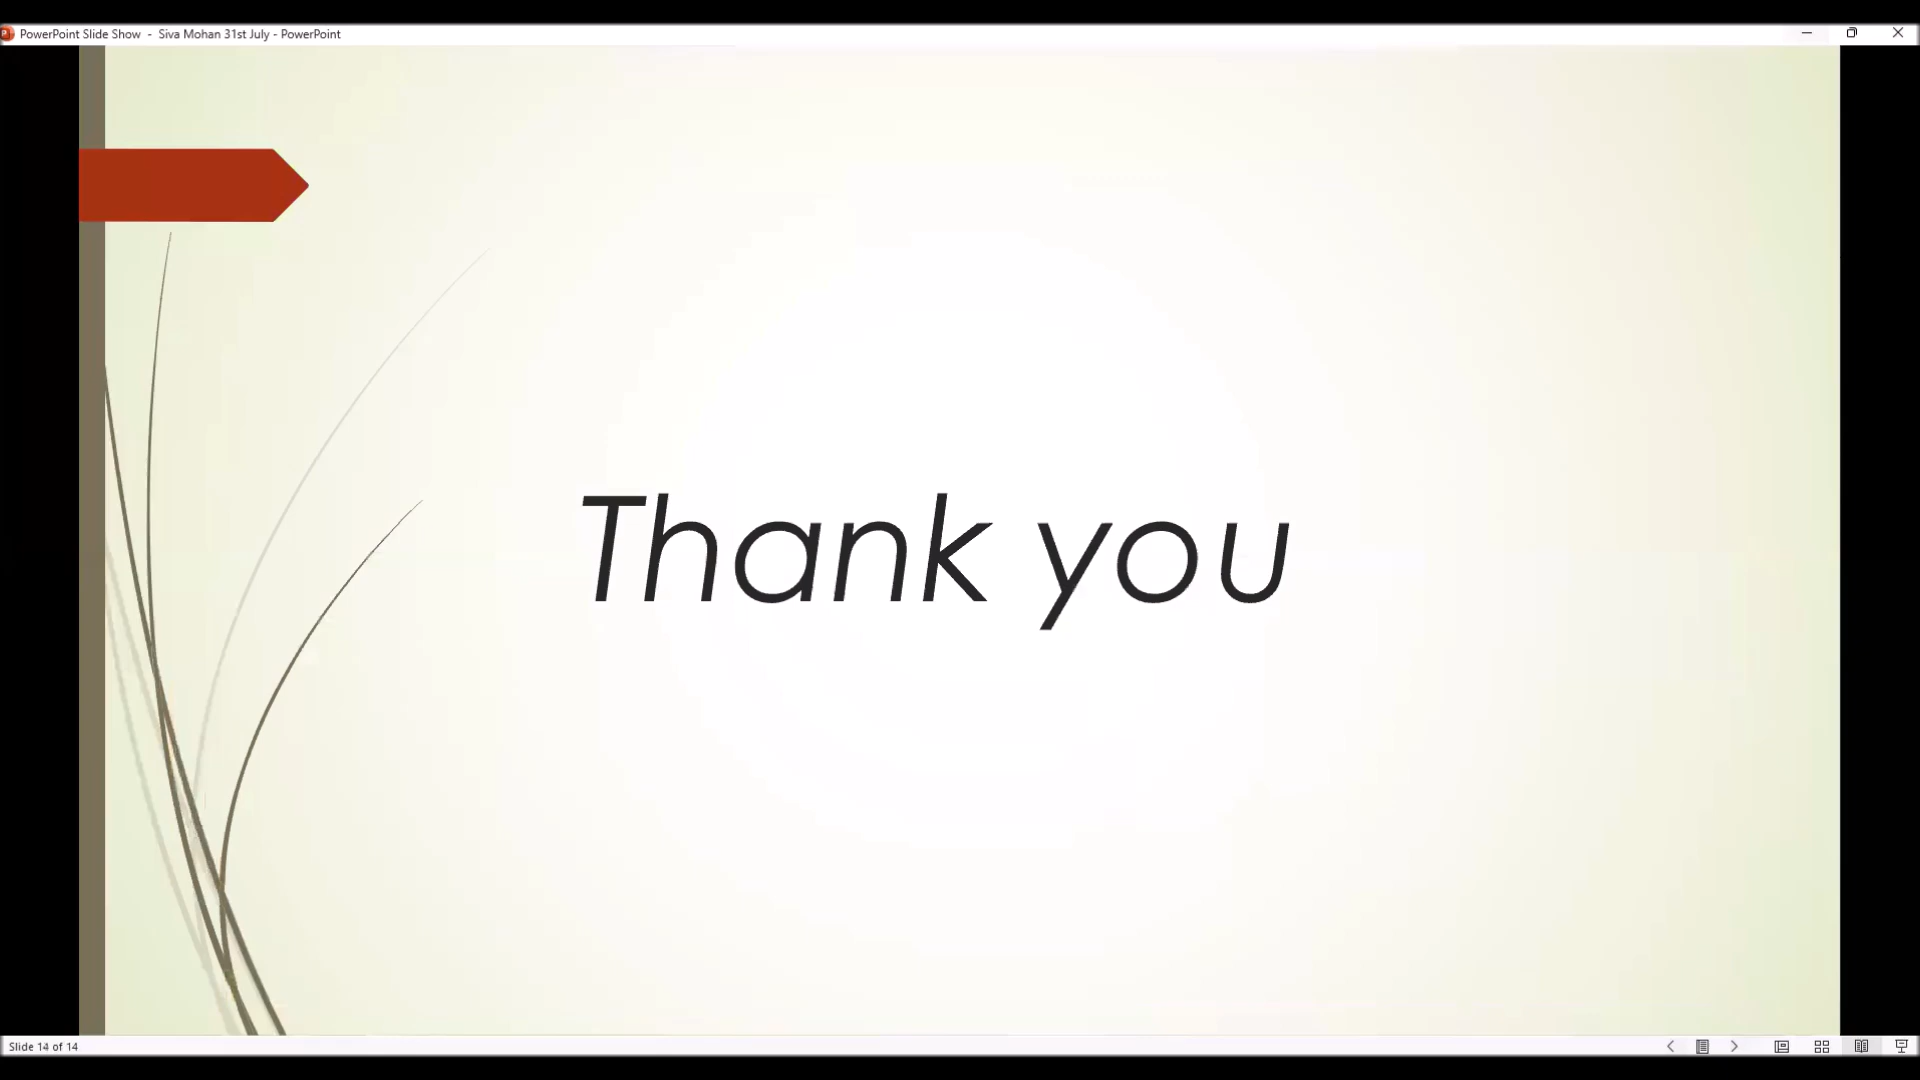 PowerPoint Slide Show - Siva Mohan 31st July - PowerPoint
Thank you
Slide 14 of 14